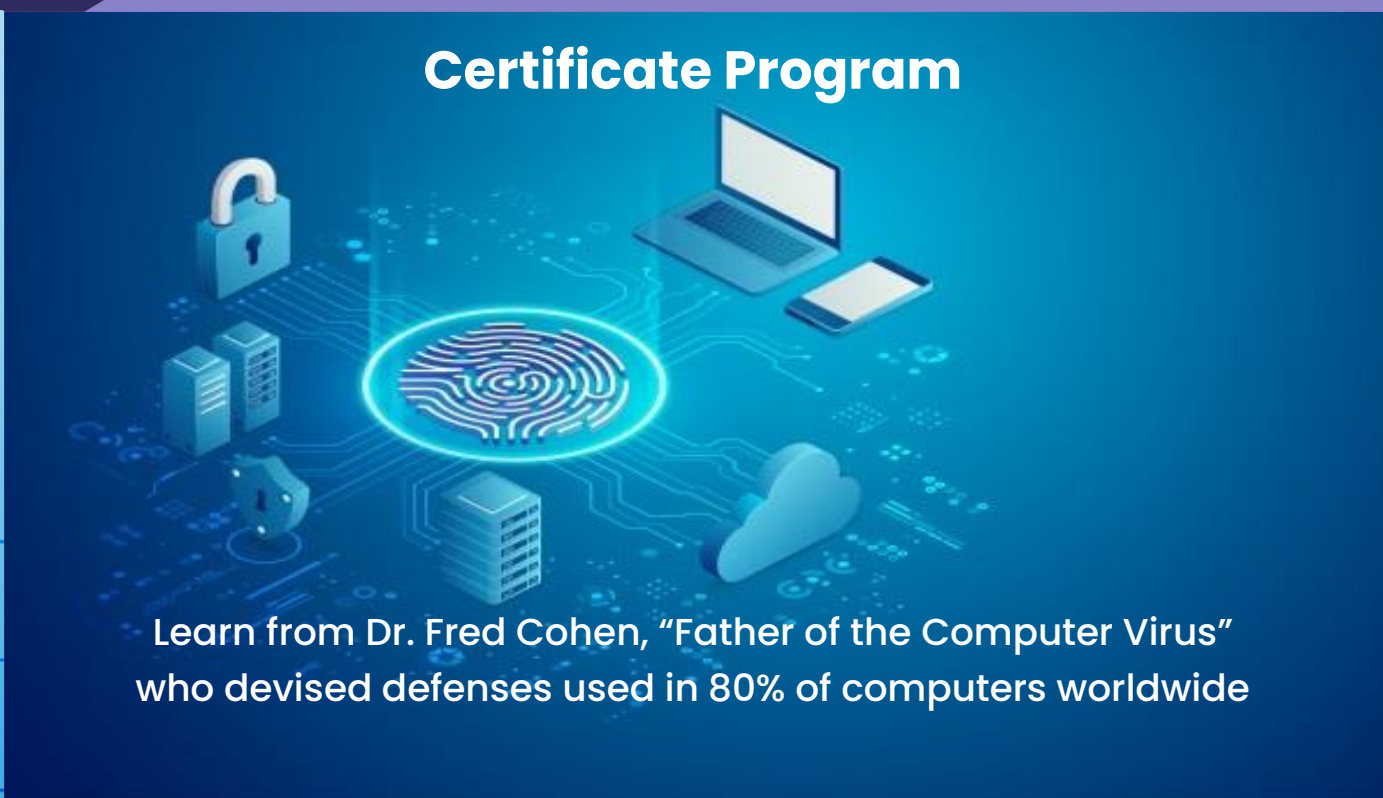 Certificate Program
Learn from Dr. Fred Cohen, “Father of the Computer Virus”
who devised defenses used in 80% of computers worldwide